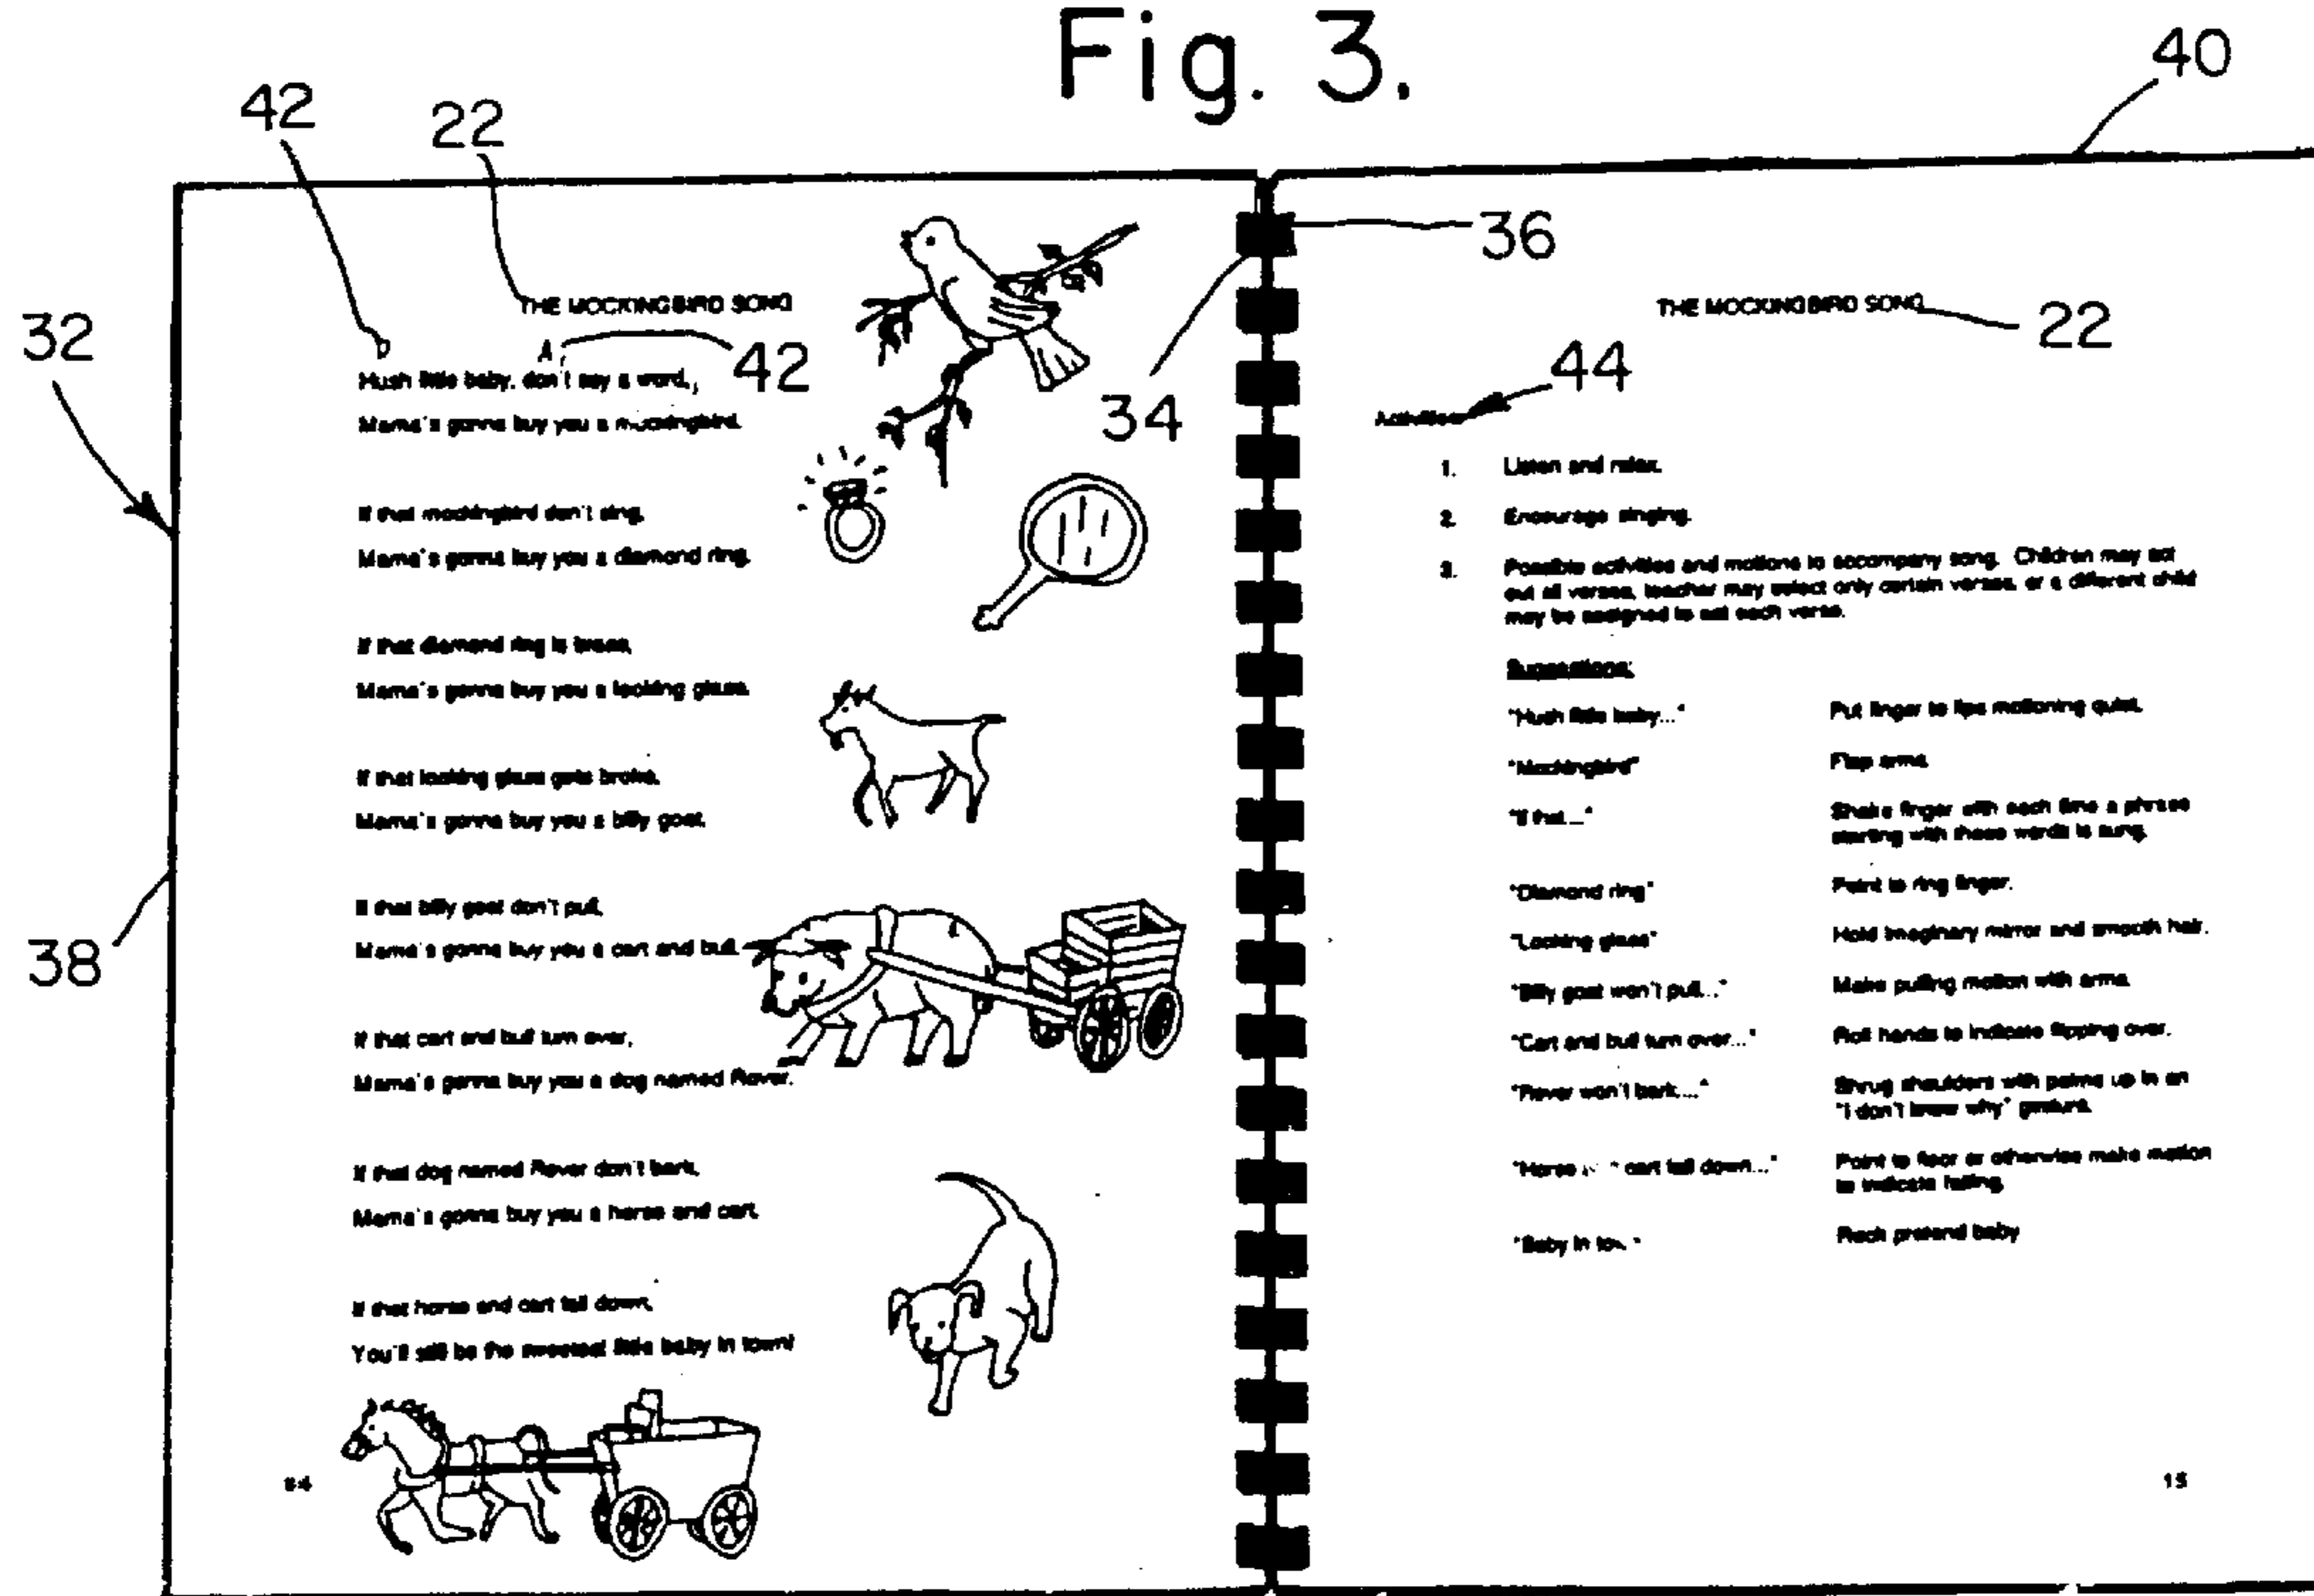 Fig. 3.
40
42
22
36
32
THE MOCKINGBIRD SONG
THE MOCKINGBIRD SONG
22
D
A
42
44
34
Hush little baby, don't say a word,
Mama's gonna buy you a mockingbird.
If that mockingbird don't sing,
Mama's gonna buy you a diamond ring.
If that diamond ring is brass,
Mama's gonna buy you a looking glass.
If that looking glass gets broke,
Mama's gonna buy you a billy goat.
If that billy goat don't pull,
Mama's gonna buy you a cart and bull.
38
If that cart and bull turn over,
Mama's gonna buy you a dog named Rover.
If that dog named Rover don't bark,
Mama's gonna buy you a horse and cart.
If that horse and cart fall down,
You'll still be the sweetest little baby in town!
Activities
1. Listen and relax.
2. Encourage singing.
3. Possible activities and motions to accompany song. Children may act
out all verses, teacher may select only certain verses, or a different child
may be assigned to act each verse.
Suggestions:
"Hush little baby..." Put finger to lips motioning quiet.
"Mockingbird" Flap arms.
"If that..." Shake finger with each time a phrase
starting with these words is sung.
"Diamond ring" Point to ring finger.
"Looking glass" Hold imaginary mirror and smooth hair.
"Billy goat won't pull..." Make pulling motion with arms.
"Cart and bull turn over..." Roll hands to indicate flipping over.
"Rover won't bark..." Shrug shoulders with palms up in an
"I don't know why" gesture.
"Horse cart fall down..." Point to floor or otherwise make motion
to indicate falling.
"Baby in Rock pretend baby
15